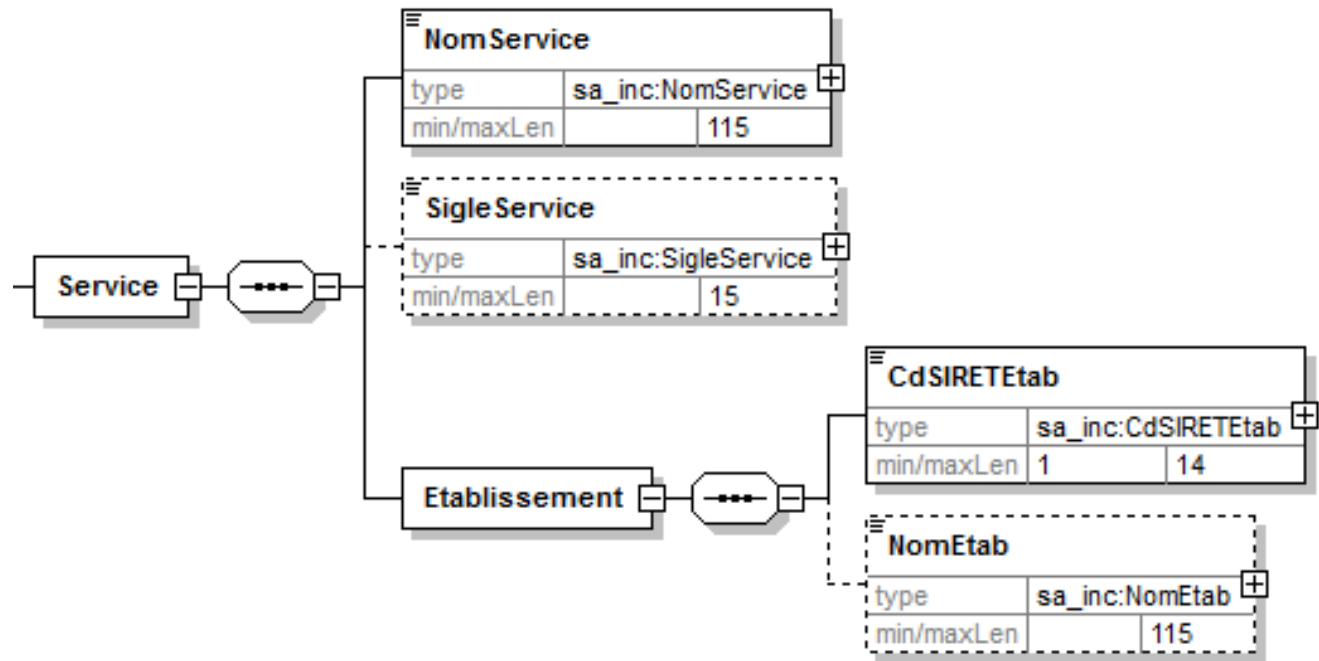 NomService
type sa_inc:NomService
min/maxLen 115
SigleService
type sa_inc:SigleService
min/maxLen 15
Service
CdSIRETEtab
type sa_inc:CdSIRETEtab
min/maxLen 1 14
Etablissement
NomEtab
type sa_inc:NomEtab
min/maxLen 115